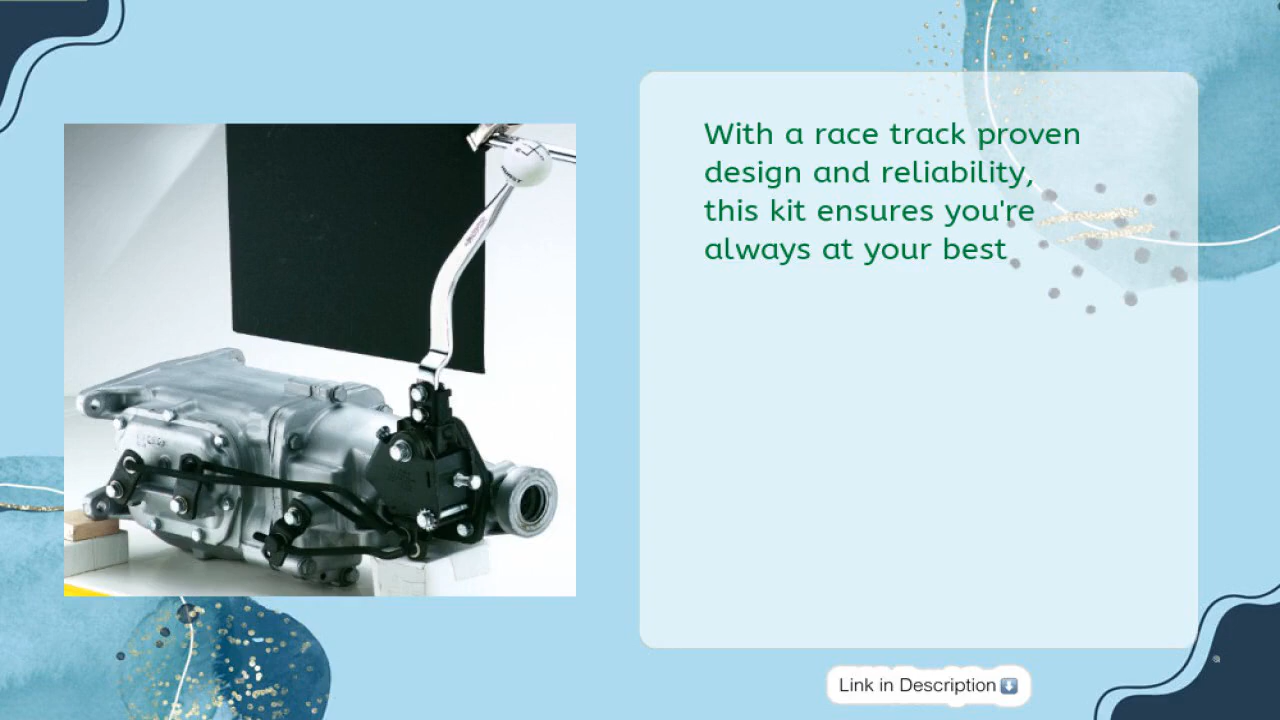 With a race track proven
design and reliability,
this kit ensures you're
always at your best
Link in Description